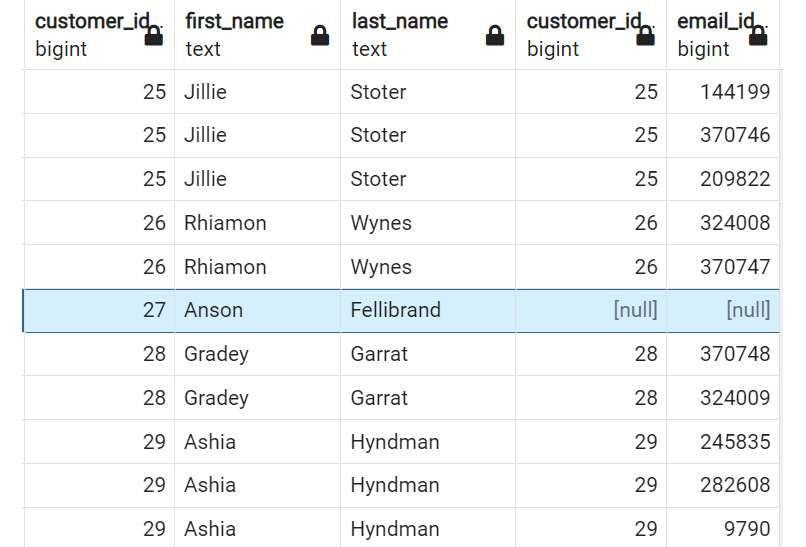 customer_id first_name last_name customer_id email_id
bigint text text bigint bigint
25 Jillie Stoter 25 144199
25 Jillie Stoter 25 370746
25 Jillie Stoter 25 209822
26 Rhiamon Wynes 26 324008
26 Rhiamon Wynes 26 370747
27 Anson Fellibrand [null] [null]
28 Gradey Garrat 28 370748
28 Gradey Garrat 28 324009
29 Ashia Hyndman 29 245835
29 Ashia Hyndman 29 282608
29 Ashia Hyndman 29 9790